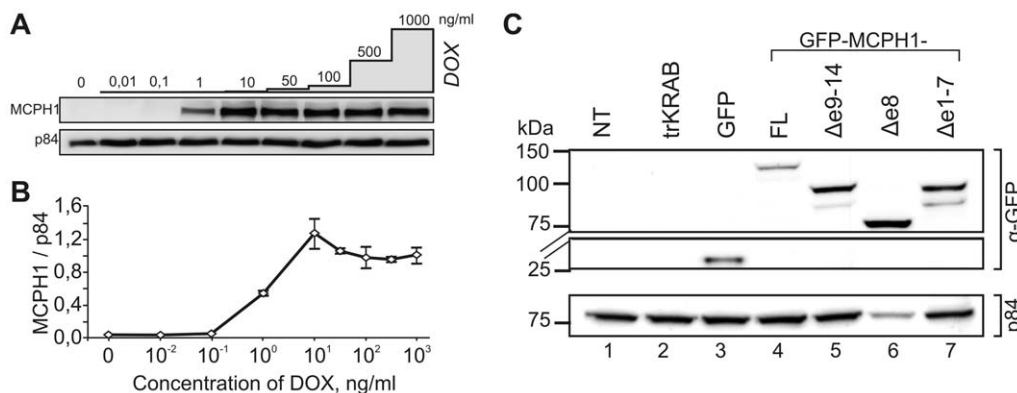 A
0 0,01 0,1 1 10 50 100 500 1000 ng/ml
DOX
MCPH1
p84
B
MCPH1 / p84
1,6
1,2
0,8
0,4
0,0
0 10-2 10-1 100 101 102 103
Concentration of DOX, ng/ml
C
GFP-MCPH1-
kDa NT trKRAB GFP FL Δe9-14 Δe8 Δe1-7
150
100
75
25
α-GFP
75
p84
1 2 3 4 5 6 7